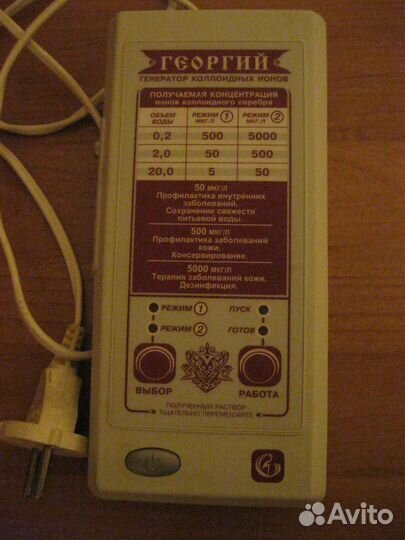 ГЕОРГИЙ
ГЕНЕРАТОР КОЛЛОИДНЫХ ИОНОВ
ПОЛУЧАЕМАЯ КОНЦЕНТРАЦИЯ
ионов коллоидного серебра
ОБЪЕМ ВОДЫ РЕЖИМ 1 МКГ/Л РЕЖИМ 2 МКГ/Л
0,2 500 5000
2,0 50 500
20,0 5 50
50 мкг/л
Профилактика внутренних
заболеваний.
Сохранение свежести
питьевой воды.
500 мкг/л
Профилактика заболеваний
кожи.
Консервирование.
5000 мкг/л
Терапия заболеваний кожи.
Дезинфекция.
РЕЖИМ 1 ПУСК
РЕЖИМ 2 ГОТОВ
ВЫБОР РАБОТА
ПОЛУЧЕННЫЙ РАСТВОР
ТЩАТЕЛЬНО ПЕРЕМЕШАЙТЕ
Avito